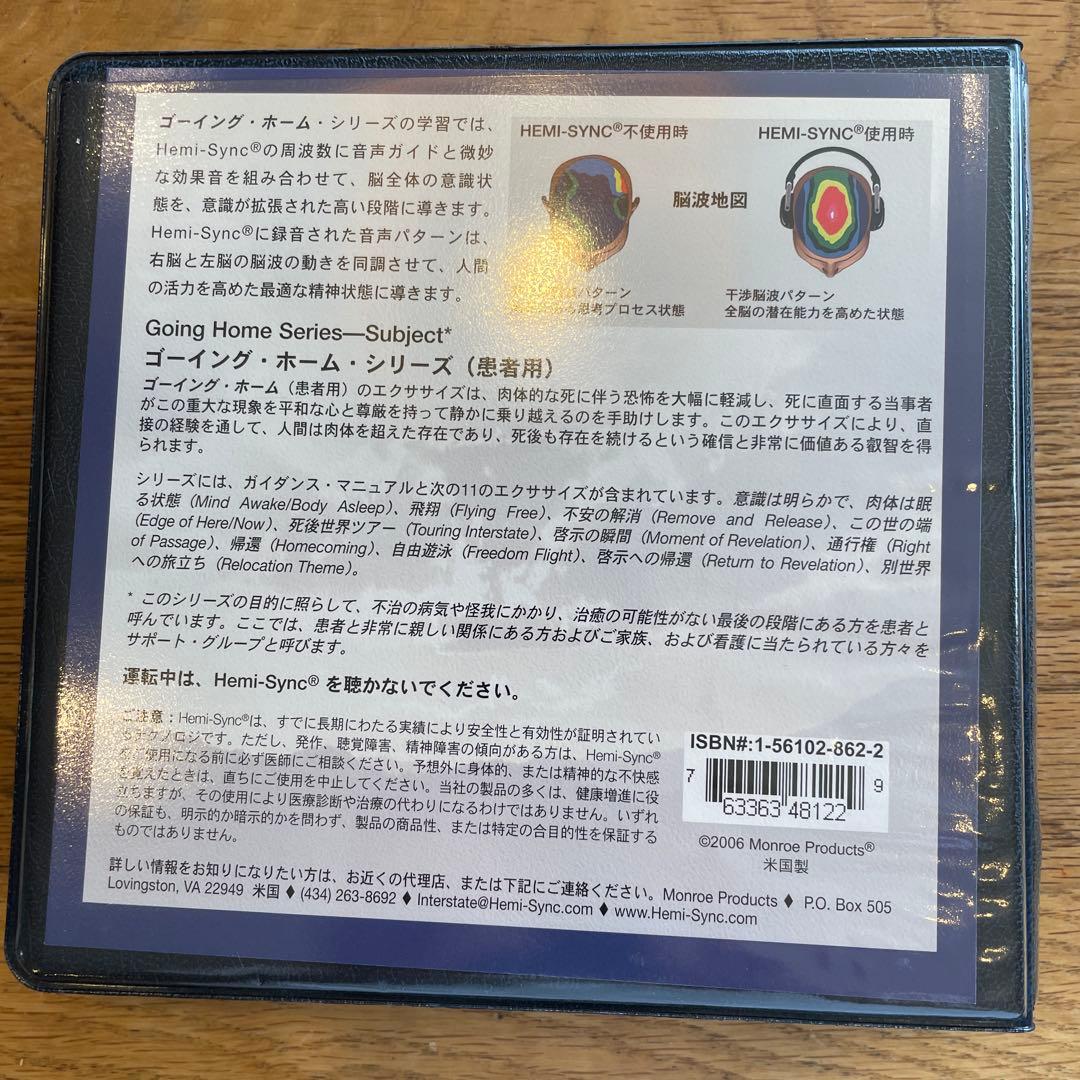 ゴーイング・ホーム・シリーズの学習では、
Hemi-Sync®の周波数に音声ガイドと微妙
な効果音を組み合わせて、脳全体の意識状
態を、意識が拡張された高い段階に導きます。
Hemi-Sync®に録音された音声パターンは、
右脳と左脳の脳波の動きを同調させて、人間
の活力を高めた最適な精神状態に導きます。
HEMI-SYNC®不使用時
HEMI-SYNC®使用時
脳波地図
パターン
思考プロセス状態
干渉脳波パターン
全脳の潜在能力を高めた状態
Going Home Series—Subject*
ゴーイング・ホーム・シリーズ（患者用）
ゴーイング・ホーム（患者用）のエクササイズは、肉体的な死に伴う恐怖を大幅に軽減し、死に直面する当事者
がこの重大な現象を平和な心と尊厳を持って静かに乗り越えるのを手助けします。このエクササイズにより、直
接の経験を通して、人間は肉体を超えた存在であり、死後も存在を続けるという確信と非常に価値ある叡智を得
られます。
シリーズには、ガイダンス・マニュアルと次の11のエクササイズが含まれています。意識は明らかで、肉体は眠
る状態（Mind Awake/Body Asleep）、飛翔（Flying Free）、不安の解消（Remove and Release）、この世の端
（Edge of Here/Now）、死後世界ツアー（Touring Interstate）、啓示の瞬間（Moment of Revelation）、通行権（Right
of Passage）、帰還（Homecoming）、自由遊泳（Freedom Flight）、啓示への帰還（Return to Revelation）、別世界
への旅立ち（Relocation Theme）。
* このシリーズの目的に照らして、不治の病気や怪我にかかり、治癒の可能性がない最後の段階にある方を患者と
呼んでいます。ここでは、患者と非常に親しい関係にある方およびご家族、および看護に当たられている方々を
サポート・グループと呼びます。
運転中は、Hemi-Sync® を聴かないでください。
ご注意：Hemi-Sync®は、すでに長期にわたる実績により安全性と有効性が証明されてい
るテクノロジです。ただし、発作、聴覚障害、精神障害の傾向がある方は、Hemi-Sync®
をご使用になる前に必ず医師にご相談ください。予想外に身体的、または精神的な不快感
を覚えたときは、直ちにご使用を中止してください。当社の製品の多くは、健康増進に役
立ちますが、その使用により医療診断や治療の代わりになるわけではありません。いずれ
の保証も、明示的か暗示的かを問わず、製品の商品性、または特定の合目的性を保証する
ものではありません。
ISBN#:1-56102-862-2
7 63363 48122 9
©2006 Monroe Products®
米国製
詳しい情報をお知りになりたい方は、お近くの代理店、または下記にご連絡ください。Monroe Products ♦ P.O. Box 505
Lovingston, VA 22949 米国 ♦ (434) 263-8692 ♦ Interstate@Hemi-Sync.com ♦ www.Hemi-Sync.com